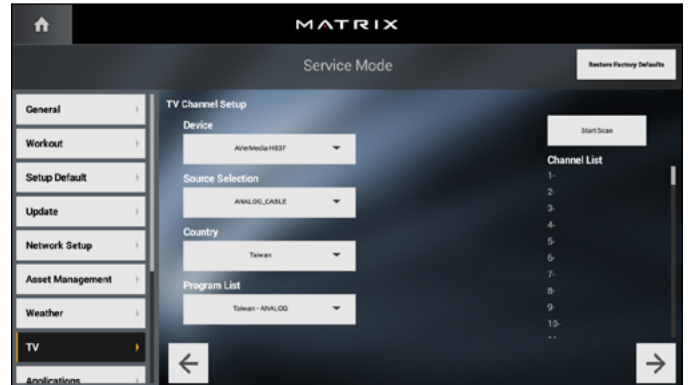 MATRIX
Service Mode
Restore Factory Defaults
General
Workout
Setup Default
Update
Network Setup
Asset Management
Weather
TV
Applications
TV Channel Setup
Device
AVerMedia H837
Source Selection
ANALOG_CABLE
Country
Taiwan
Program List
Taiwan - ANALOG
Start Scan
Channel List
1-
2-
3-
4-
5-
6-
7-
8-
9-
10-